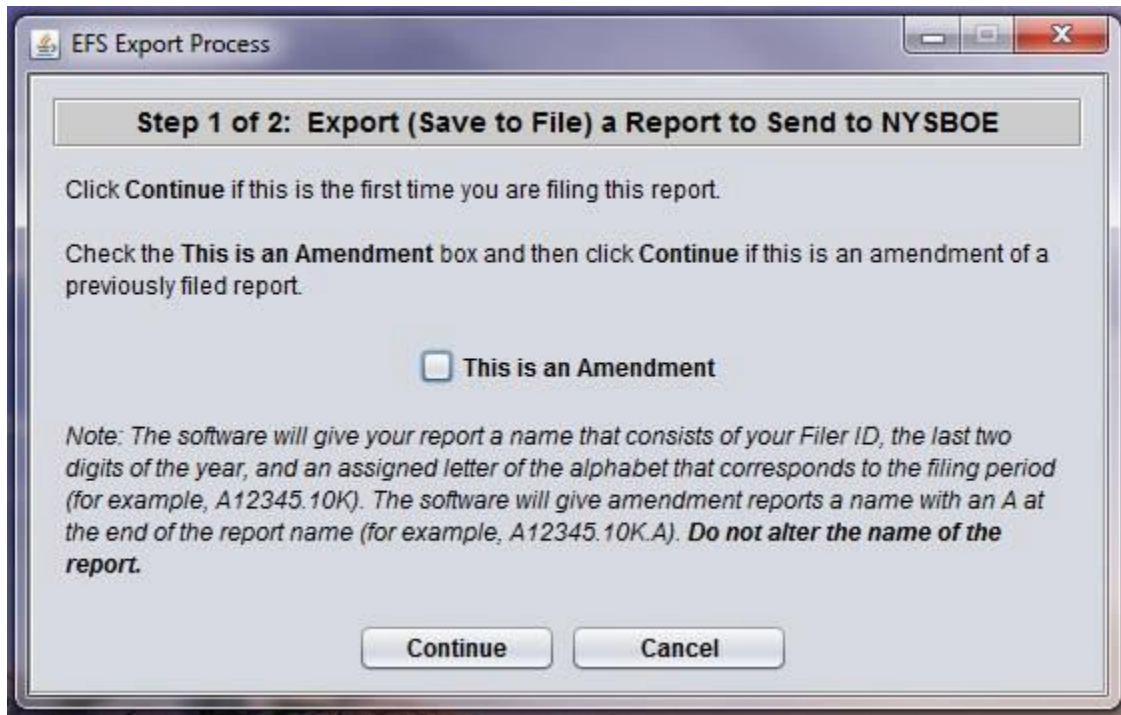 EFS Export Process
Step 1 of 2: Export (Save to File) a Report to Send to NYSBOE
Click Continue if this is the first time you are filing this report.
Check the This is an Amendment box and then click Continue if this is an amendment of a
previously filed report.
This is an Amendment
Note: The software will give your report a name that consists of your Filer ID, the last two
digits of the year, and an assigned letter of the alphabet that corresponds to the filing period
(for example, A12345.10K). The software will give amendment reports a name with an A at
the end of the report name (for example, A12345.10K.A). Do not alter the name of the
report.
Continue Cancel